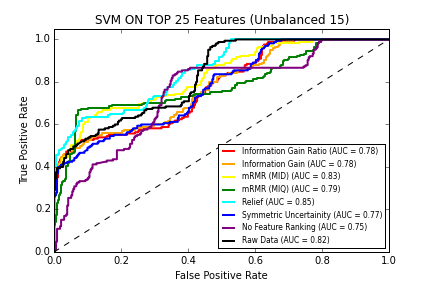 SVM ON TOP 25 Features (Unbalanced 15)
1.0
0.8
0.6
0.4
0.2
0.0
True Positive Rate
Information Gain Ratio (AUC = 0.78)
Information Gain (AUC = 0.78)
mRMR (MID) (AUC = 0.83)
mRMR (MIQ) (AUC = 0.79)
Relief (AUC = 0.85)
Symmetric Uncertainity (AUC = 0.77)
No Feature Ranking (AUC = 0.75)
Raw Data (AUC = 0.82)
0.0 0.2 0.4 0.6 0.8 1.0
False Positive Rate